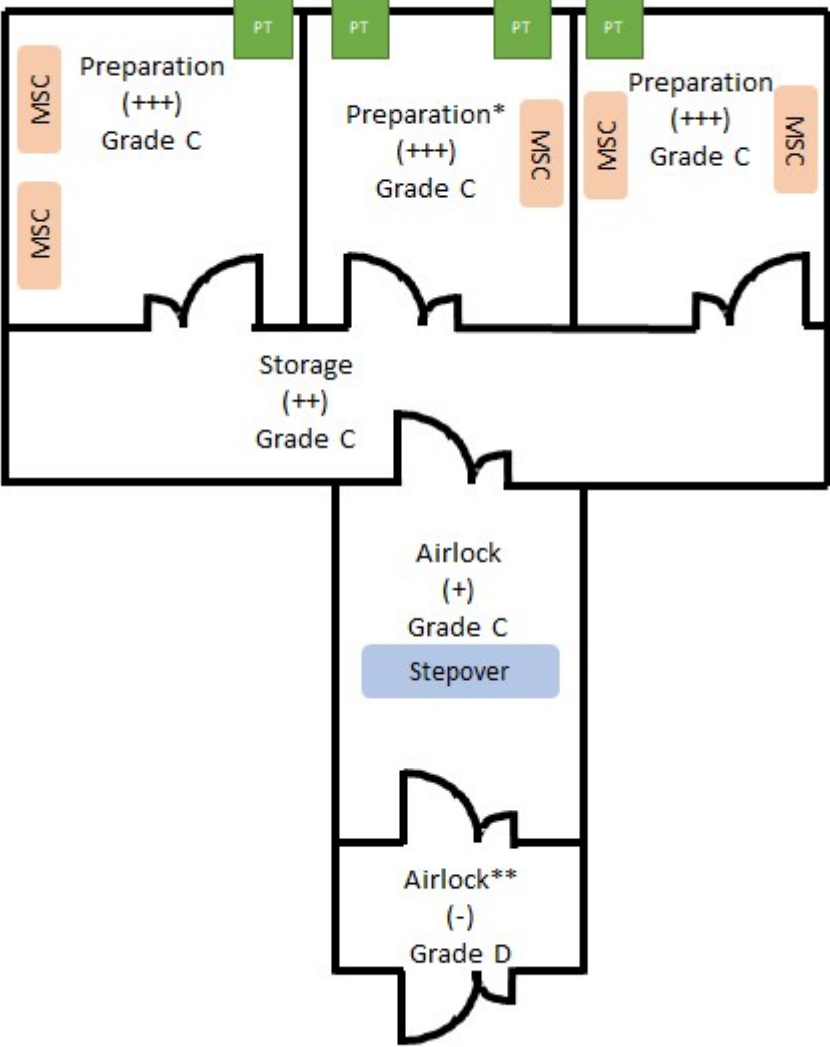 PT
PT
PT
PT
MSC
MSC
Preparation
(+++)
Grade C
Preparation*
(+++)
Grade C
MSC
Preparation
(+++)
Grade C
MSC
MSC
Storage
(++)
Grade C
Airlock
(+)
Grade C
Stepover
Airlock**
(-)
Grade D